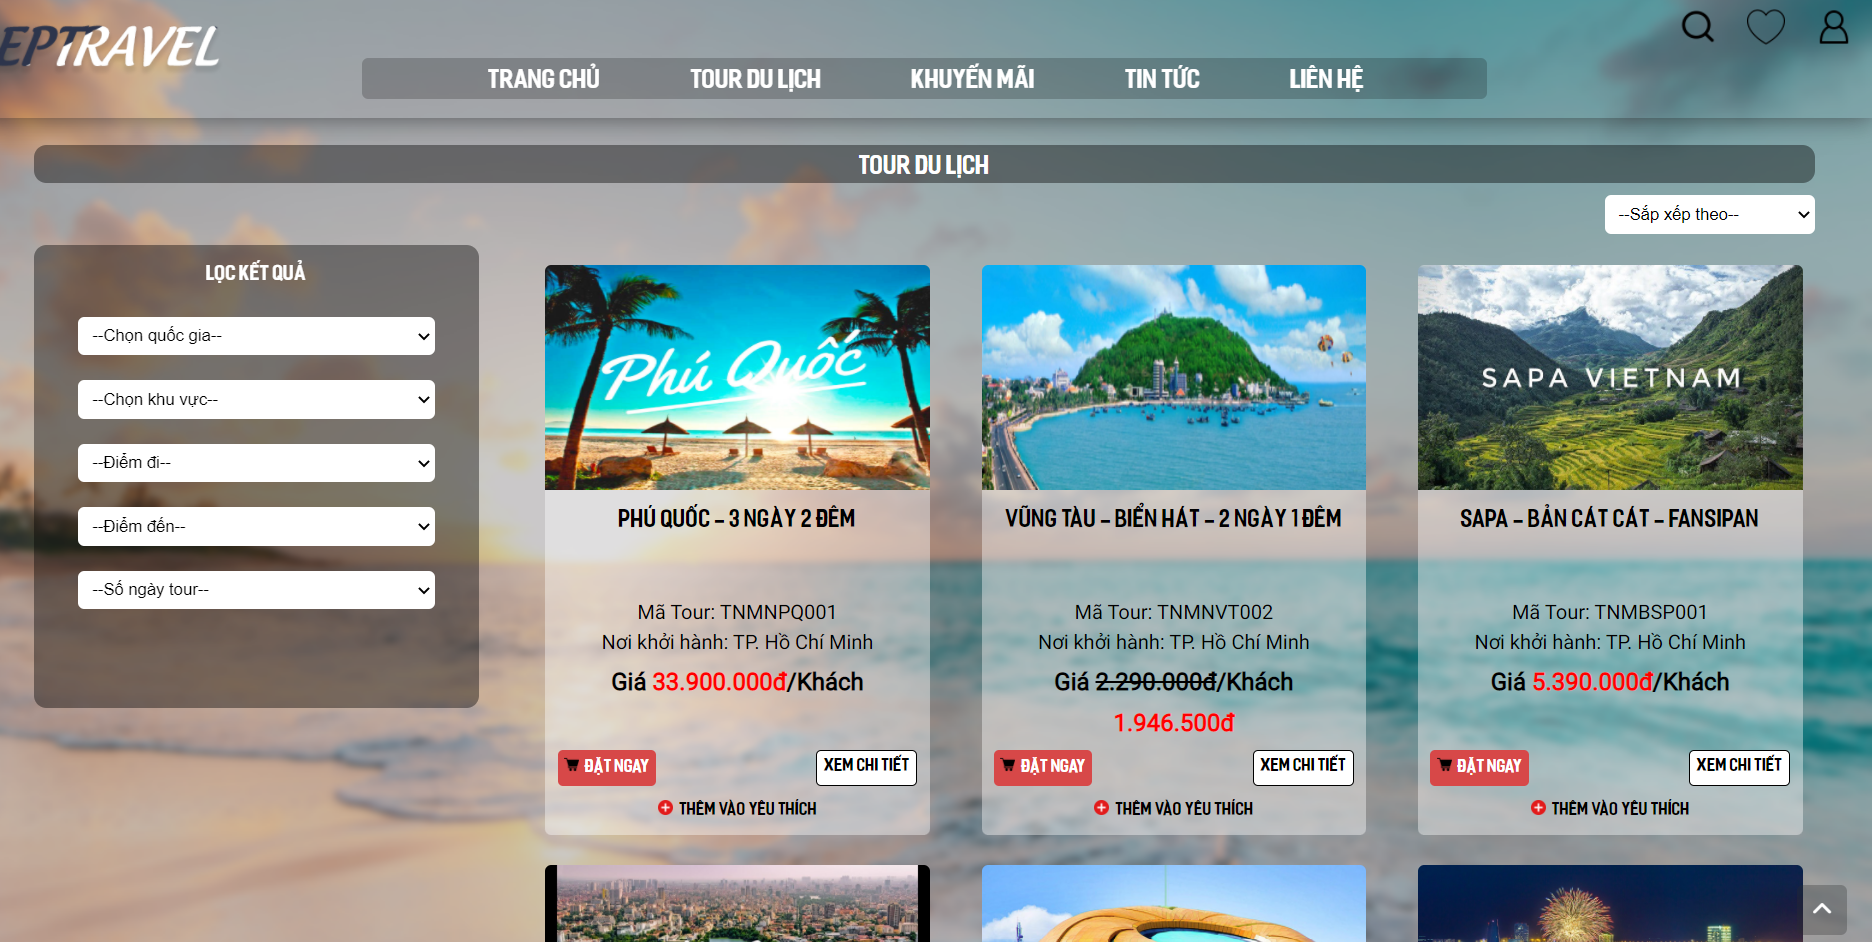 EPTRAVEL
TRANG CHỦ TOUR DU LỊCH KHUYẾN MÃI TIN TỨC LIÊN HỆ
TOUR DU LỊCH
--Sắp xếp theo--
LỌC KẾT QUẢ
--Chọn quốc gia--
--Chọn khu vực--
--Điểm đi--
--Điểm đến--
--Số ngày tour--
Phú Quốc
PHÚ QUỐC – 3 NGÀY 2 ĐÊM
Mã Tour: TNMNPQ001
Nơi khởi hành: TP. Hồ Chí Minh
Giá 33.900.000đ/Khách
ĐẶT NGAY XEM CHI TIẾT
THÊM VÀO YÊU THÍCH
VŨNG TÀU – BIỂN HÁT – 2 NGÀY 1 ĐÊM
Mã Tour: TNMNVT002
Nơi khởi hành: TP. Hồ Chí Minh
Giá 2.290.000đ/Khách
1.946.500đ
ĐẶT NGAY XEM CHI TIẾT
THÊM VÀO YÊU THÍCH
SAPA VIETNAM
SAPA – BẢN CÁT CÁT – FANSIPAN
Mã Tour: TNMBSP001
Nơi khởi hành: TP. Hồ Chí Minh
Giá 5.390.000đ/Khách
ĐẶT NGAY XEM CHI TIẾT
THÊM VÀO YÊU THÍCH